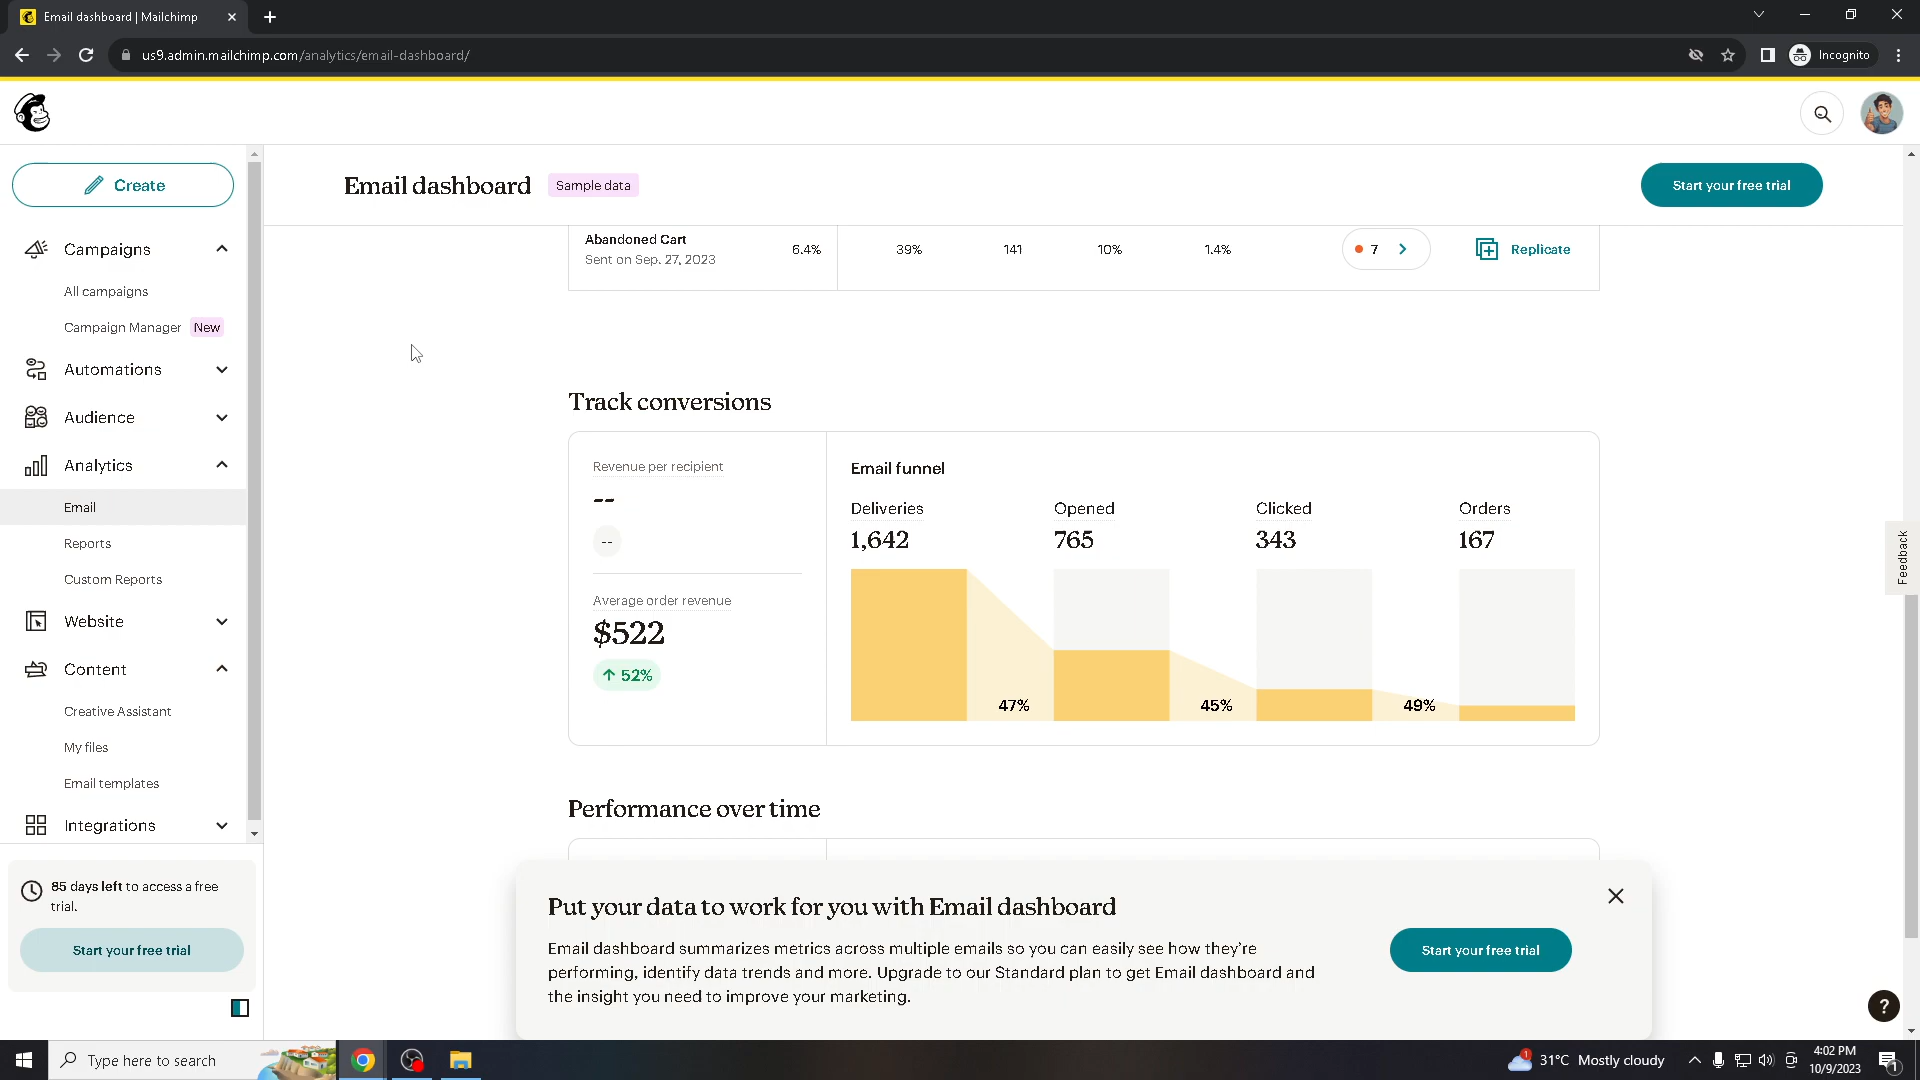 Email dashboard | Mailchimp
us9.admin.mailchimp.com/analytics/email-dashboard/
Incognito
Create
Campaigns
All campaigns
Campaign Manager New
Automations
Audience
Analytics
Email
Reports
Custom Reports
Website
Content
Creative Assistant
My files
Email templates
Integrations
85 days left to access a free
trial.
Start your free trial
Email dashboard Sample data
Start your free trial
Abandoned Cart
Sent on Sep. 27, 2023
6.4% 39% 141 10% 1.4% 7 Replicate
Track conversions
Revenue per recipient
--
--
Average order revenue
$522
52%
Email funnel
Deliveries Opened Clicked Orders
1,642 765 343 167
47% 45% 49%
Performance over time
Put your data to work for you with Email dashboard
Email dashboard summarizes metrics across multiple emails so you can easily see how they're
performing, identify data trends and more. Upgrade to our Standard plan to get Email dashboard and
the insight you need to improve your marketing.
Start your free trial
Feedback
?
Type here to search
1
31°C Mostly cloudy
4:02 PM
10/9/2023
1